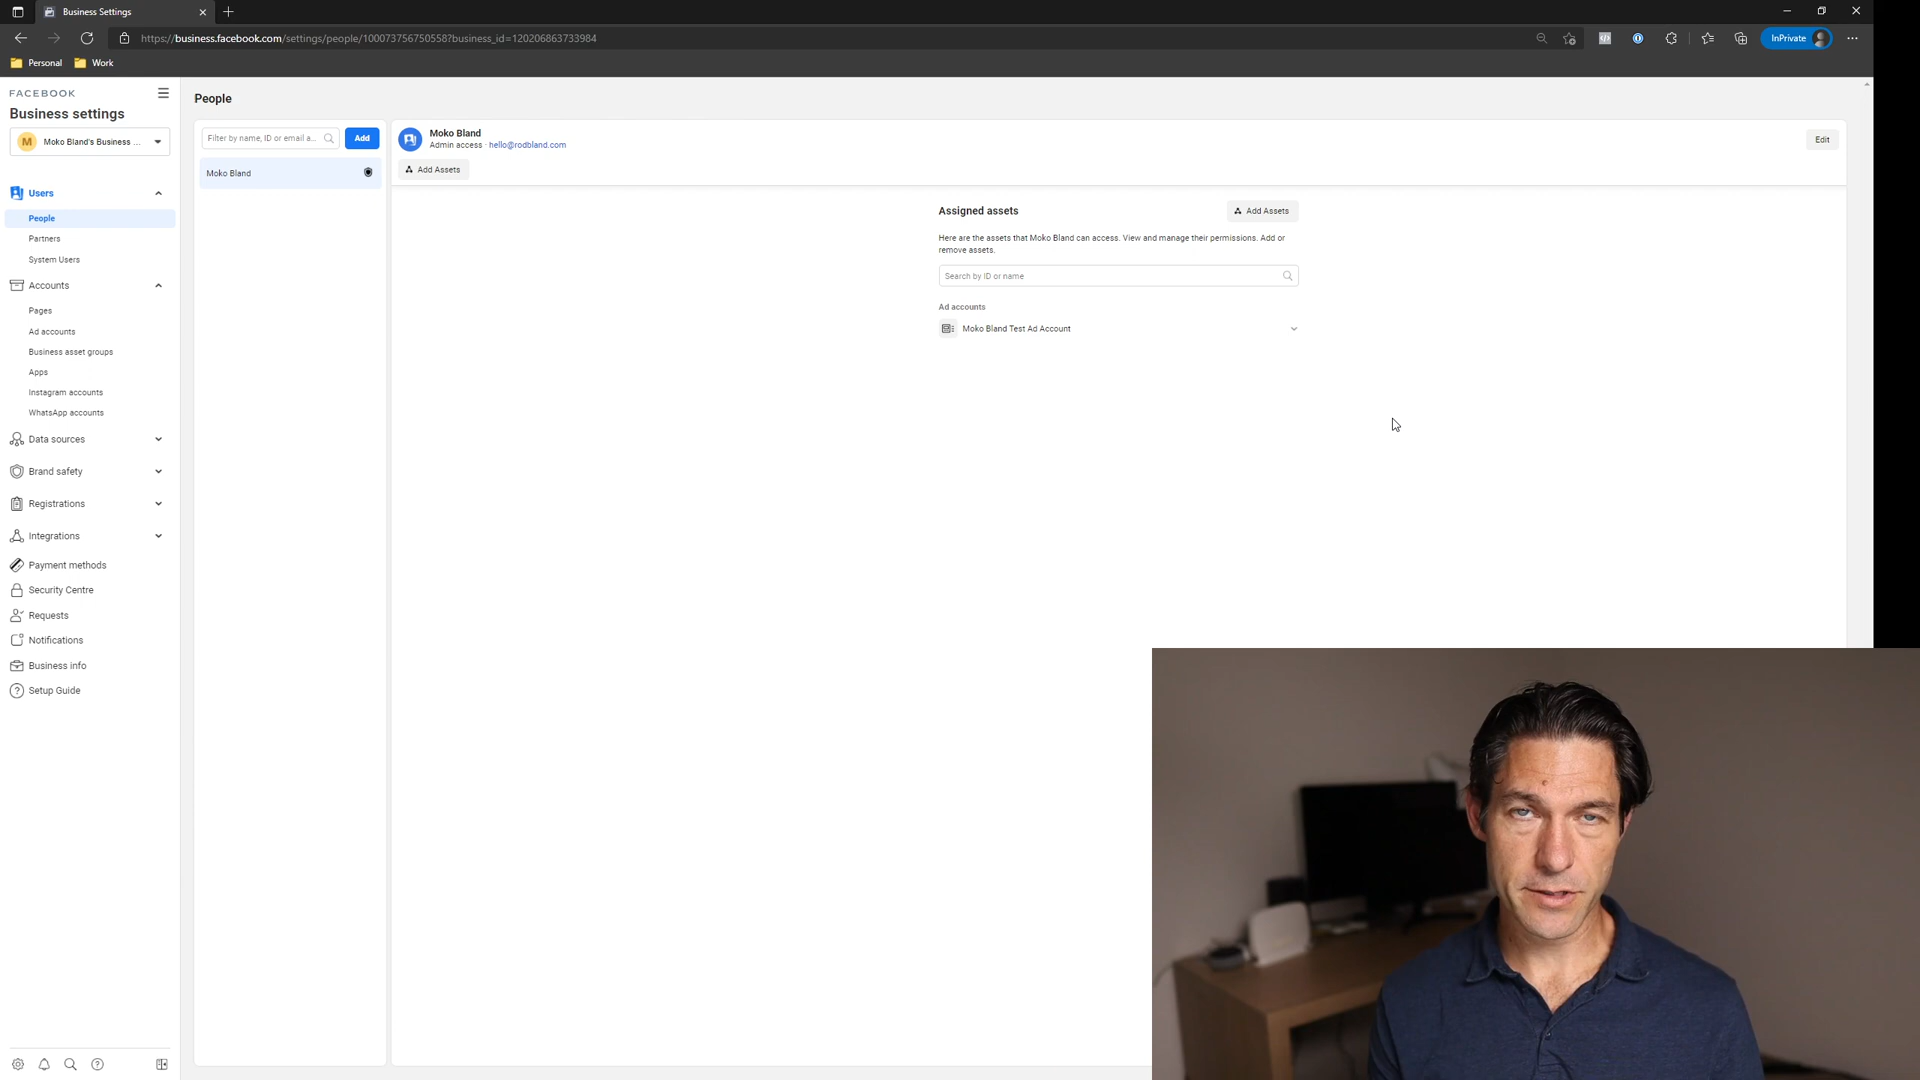 Business Settings
https://business.facebook.com/settings/people/100073756750558?business_id=120206863733984
InPrivate
Personal
Work
FACEBOOK
Business settings
M
Moko Bland's Business ...
Users
People
Partners
System Users
Accounts
Pages
Ad accounts
Business asset groups
Apps
Instagram accounts
WhatsApp accounts
Data sources
Brand safety
Registrations
Integrations
Payment methods
Security Centre
Requests
Notifications
Business info
Setup Guide
People
Filter by name, ID or email a...
Add
Moko Bland
Moko Bland
Admin access · hello@rodbland.com
Edit
Add Assets
Assigned assets
Add Assets
Here are the assets that Moko Bland can access. View and manage their permissions. Add or
remove assets.
Search by ID or name
Ad accounts
Moko Bland Test Ad Account